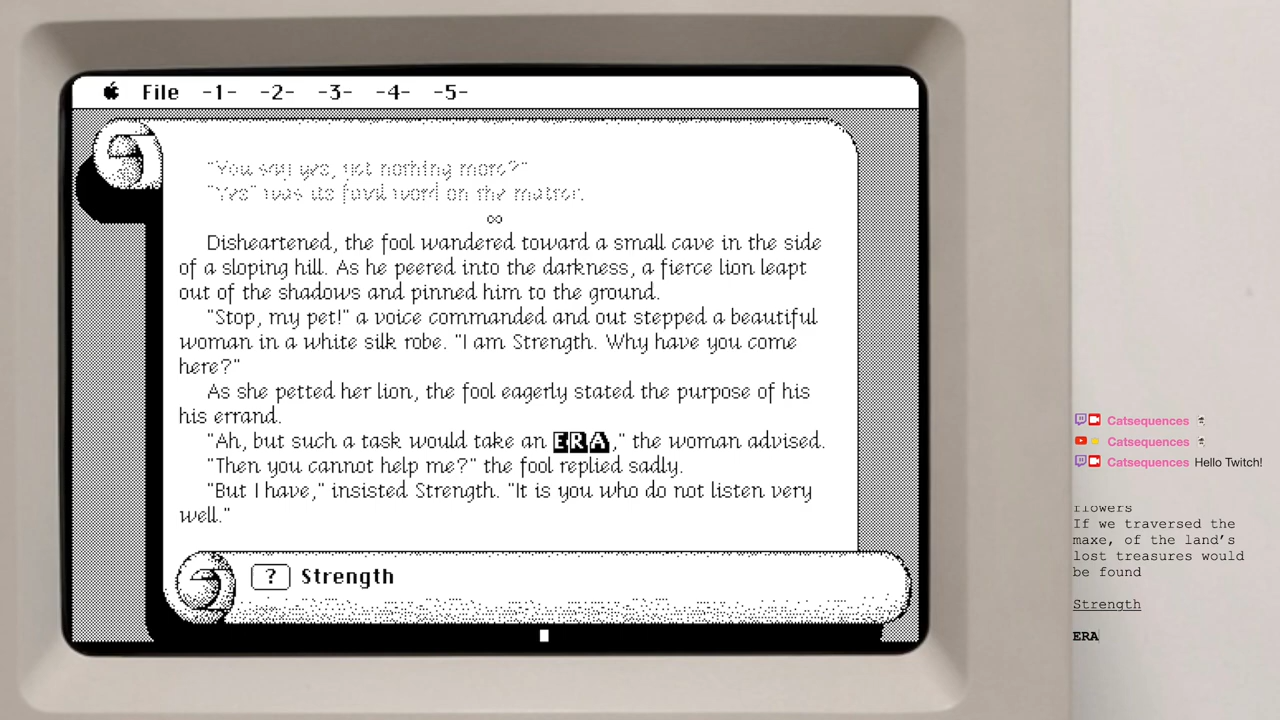 File -1- -2- -3- -4- -5-
"You say yes, yet nothing more?"
"Yes" was its final word on the matter.
∞
Disheartened, the fool wandered toward a small cave in the side
of a sloping hill. As he peered into the darkness, a fierce lion leapt
out of the shadows and pinned him to the ground.
"Stop, my pet!" a voice commanded and out stepped a beautiful
woman in a white silk robe. "I am Strength. Why have you come
here?"
As she petted her lion, the fool eagerly stated the purpose of his
his errand.
"Ah, but such a task would take an ERA," the woman advised.
"Then you cannot help me?" the fool replied sadly.
"But I have," insisted Strength. "It is you who do not listen very
well."
? Strength
Catsequences
Catsequences
Catsequences Hello Twitch!
flowers
If we traversed the
maxe, of the land's
lost treasures would
be found
Strength
ERA